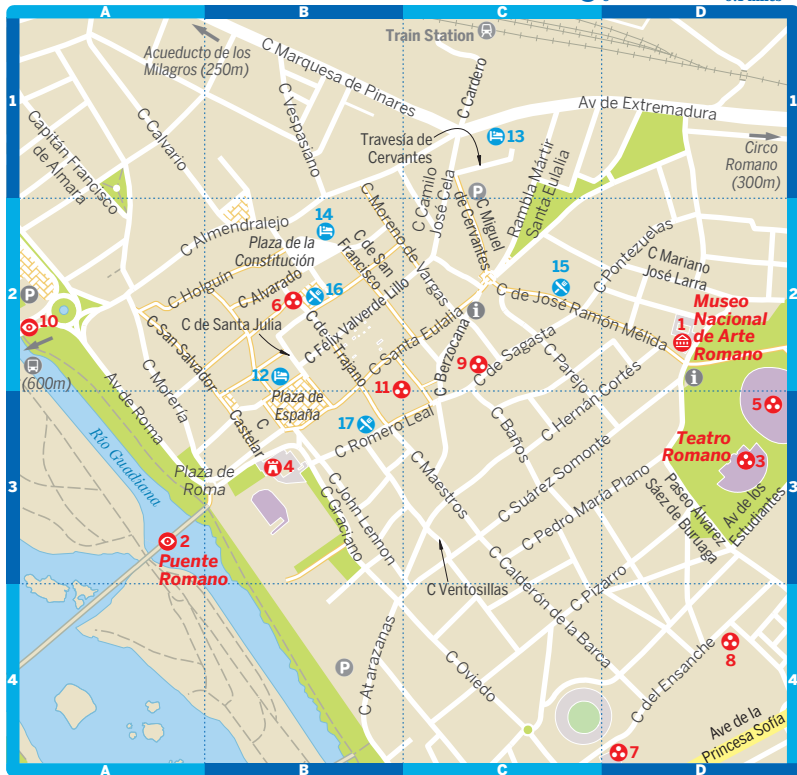 A
B
C
D
Train Station
Acueducto de los
Milagros (250m)
C Marquesa de Pinares
C Cardero
Av de Extremadura
1
1
C Vespasiano
C Calvario
Capitán Francisco
de Almara
Travesía de
Cervantes
13
Circo
Romano
(300m)
Rambla Mártir
Santa Eulalia
P
C Camilo
José Cela
C Miguel
de Cervantes
C Moreno de Vargas
14
C Almendralejo
Plaza de la
Constitución
C de San
Francisco
C Pontezuelas
C Mariano
José Larra
15
2
2
P
C Holguín
C Alvarado
6
16
C de José Ramón Mélida
Museo
Nacional
de Arte
Romano
1
10
C de Santa Julia
C Félix Valverde Lillo
C de Trajano
C Santa Eulalia
i
C Berzocana
C de Sagasta
9
C Parejo
C San Salvador
(600m)
C Morería
Av de Roma
12
Plaza de
España
11
C Hernán Cortés
i
5
17
C Romero Leal
C
Castelar
C Baños
Teatro
Romano
3
Río Guadiana
Plaza de
Roma
4
3
3
C Maestros
C Suárez Somonte
C Pedro María Plano
Paseo Álvarez
Sáez de Buruaga
Av de los
Estudiantes
C John Lennon
C Graciano
2
Puente
Romano
C Ventosillas
C Calderón de la Barca
C Pizarro
C Atarazanas
P
C Oviedo
C del Ensanche
8
4
4
Ave de la
Princesa Sofía
7
A
B
C
D